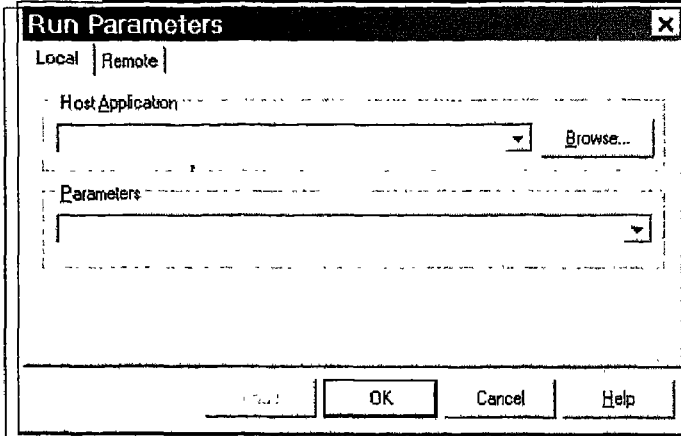 Run Parameters
Local Remote
Host Application
Browse...
Parameters
OK Cancel Help